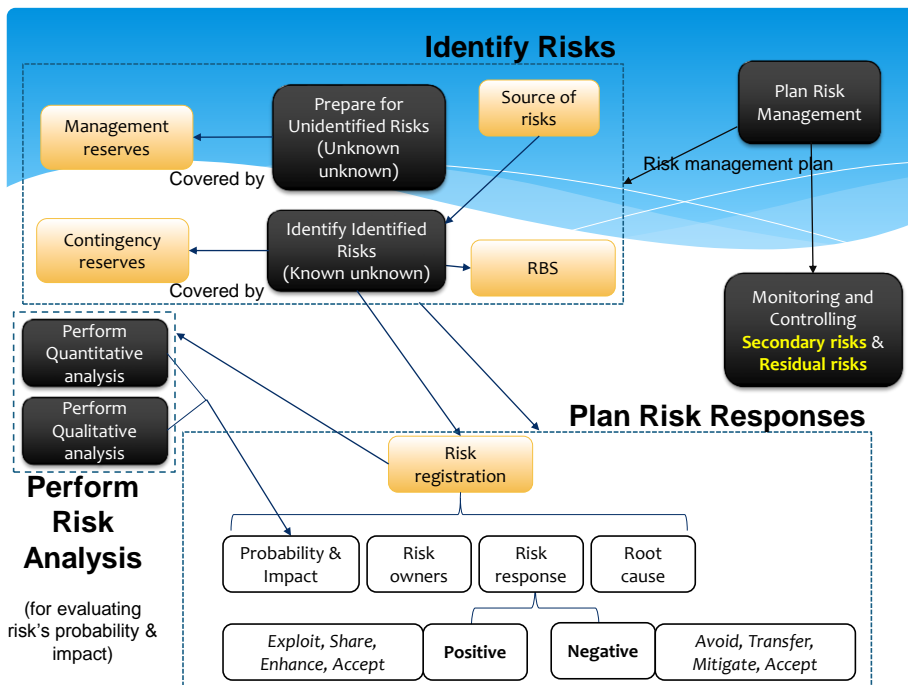 Identify Risks
Prepare for
Unidentified Risks
(Unknown
unknown)
Source of
risks
Plan Risk
Management
Management
reserves
Covered by
Risk management plan
Contingency
reserves
Identify Identified
Risks
(Known unknown)
RBS
Covered by
Monitoring and
Controlling
Secondary risks &
Residual risks
Perform
Quantitative
analysis
Perform
Qualitative
analysis
Perform
Risk
Analysis
(for evaluating
risk's probability &
impact)
Plan Risk Responses
Risk
registration
Probability &
Impact
Risk
owners
Risk
response
Root
cause
Exploit, Share,
Enhance, Accept
Positive
Negative
Avoid, Transfer,
Mitigate, Accept